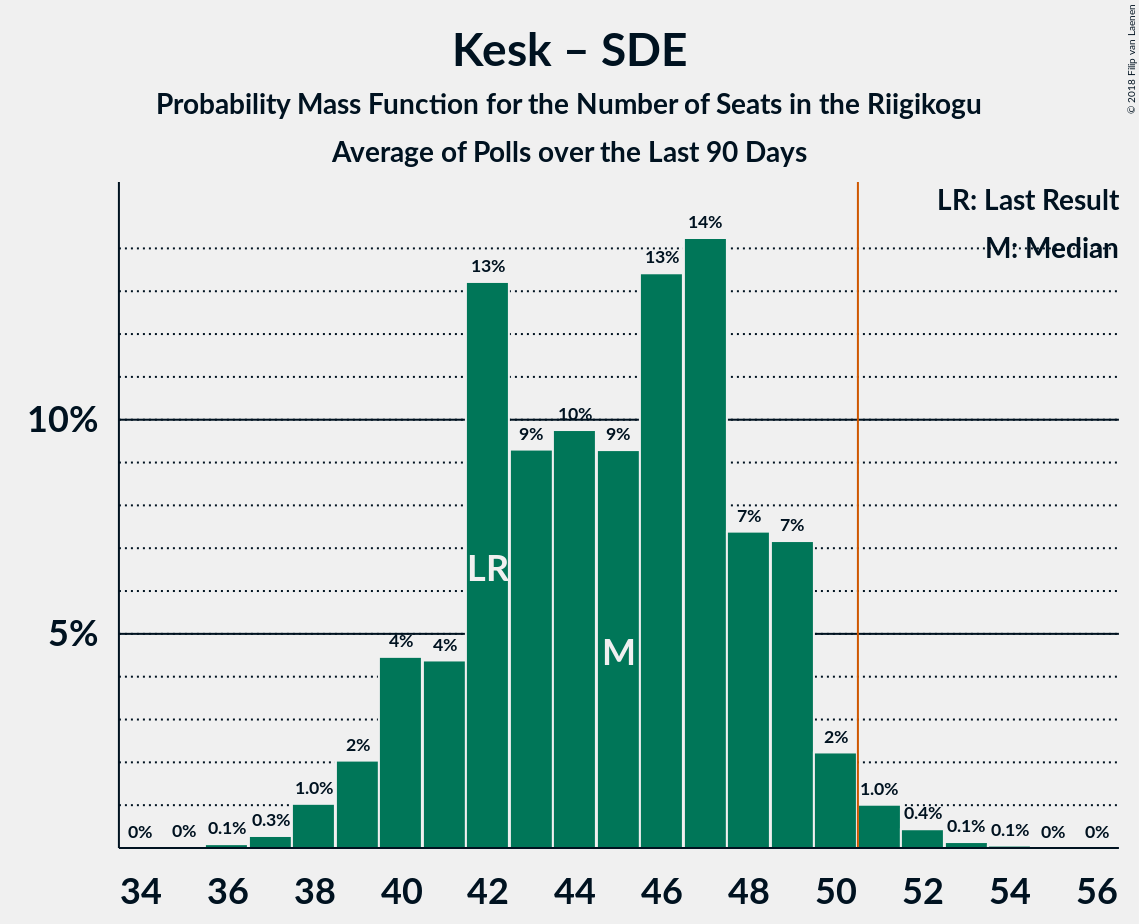 Kesk – SDE
Probability Mass Function for the Number of Seats in the Riigikogu
Average of Polls over the Last 90 Days
© 2018 Filip van Laenen
LR: Last Result
M: Median
10%
5%
0%
0%
0.1%
0.3%
1.0%
2%
4%
4%
13%
9%
10%
9%
13%
14%
7%
7%
2%
1.0%
0.4%
0.1%
0.1%
0%
0%
LR
M
34 36 38 40 42 44 46 48 50 52 54 56